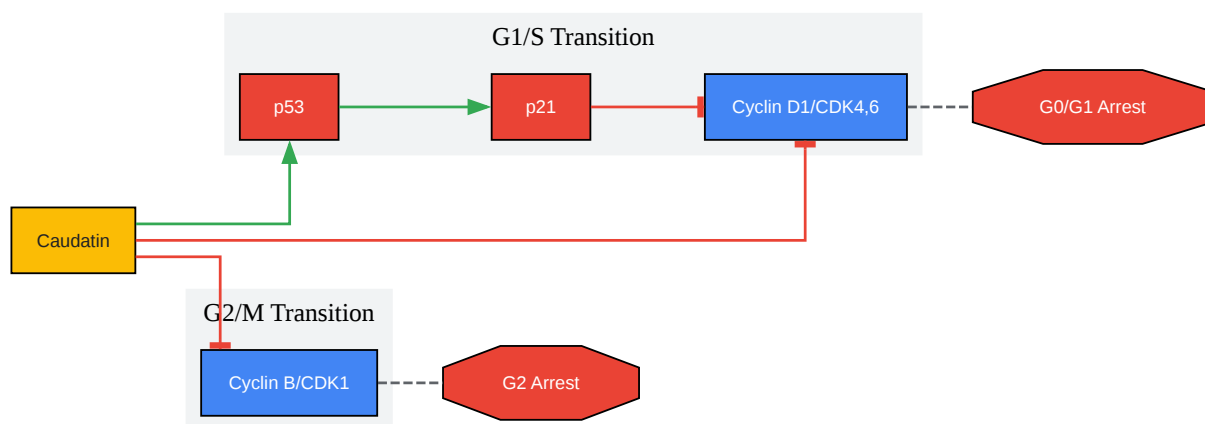 G1/S Transition
p53
p21
Cyclin D1/CDK4,6
G0/G1 Arrest
Caudatin
G2/M Transition
Cyclin B/CDK1
G2 Arrest